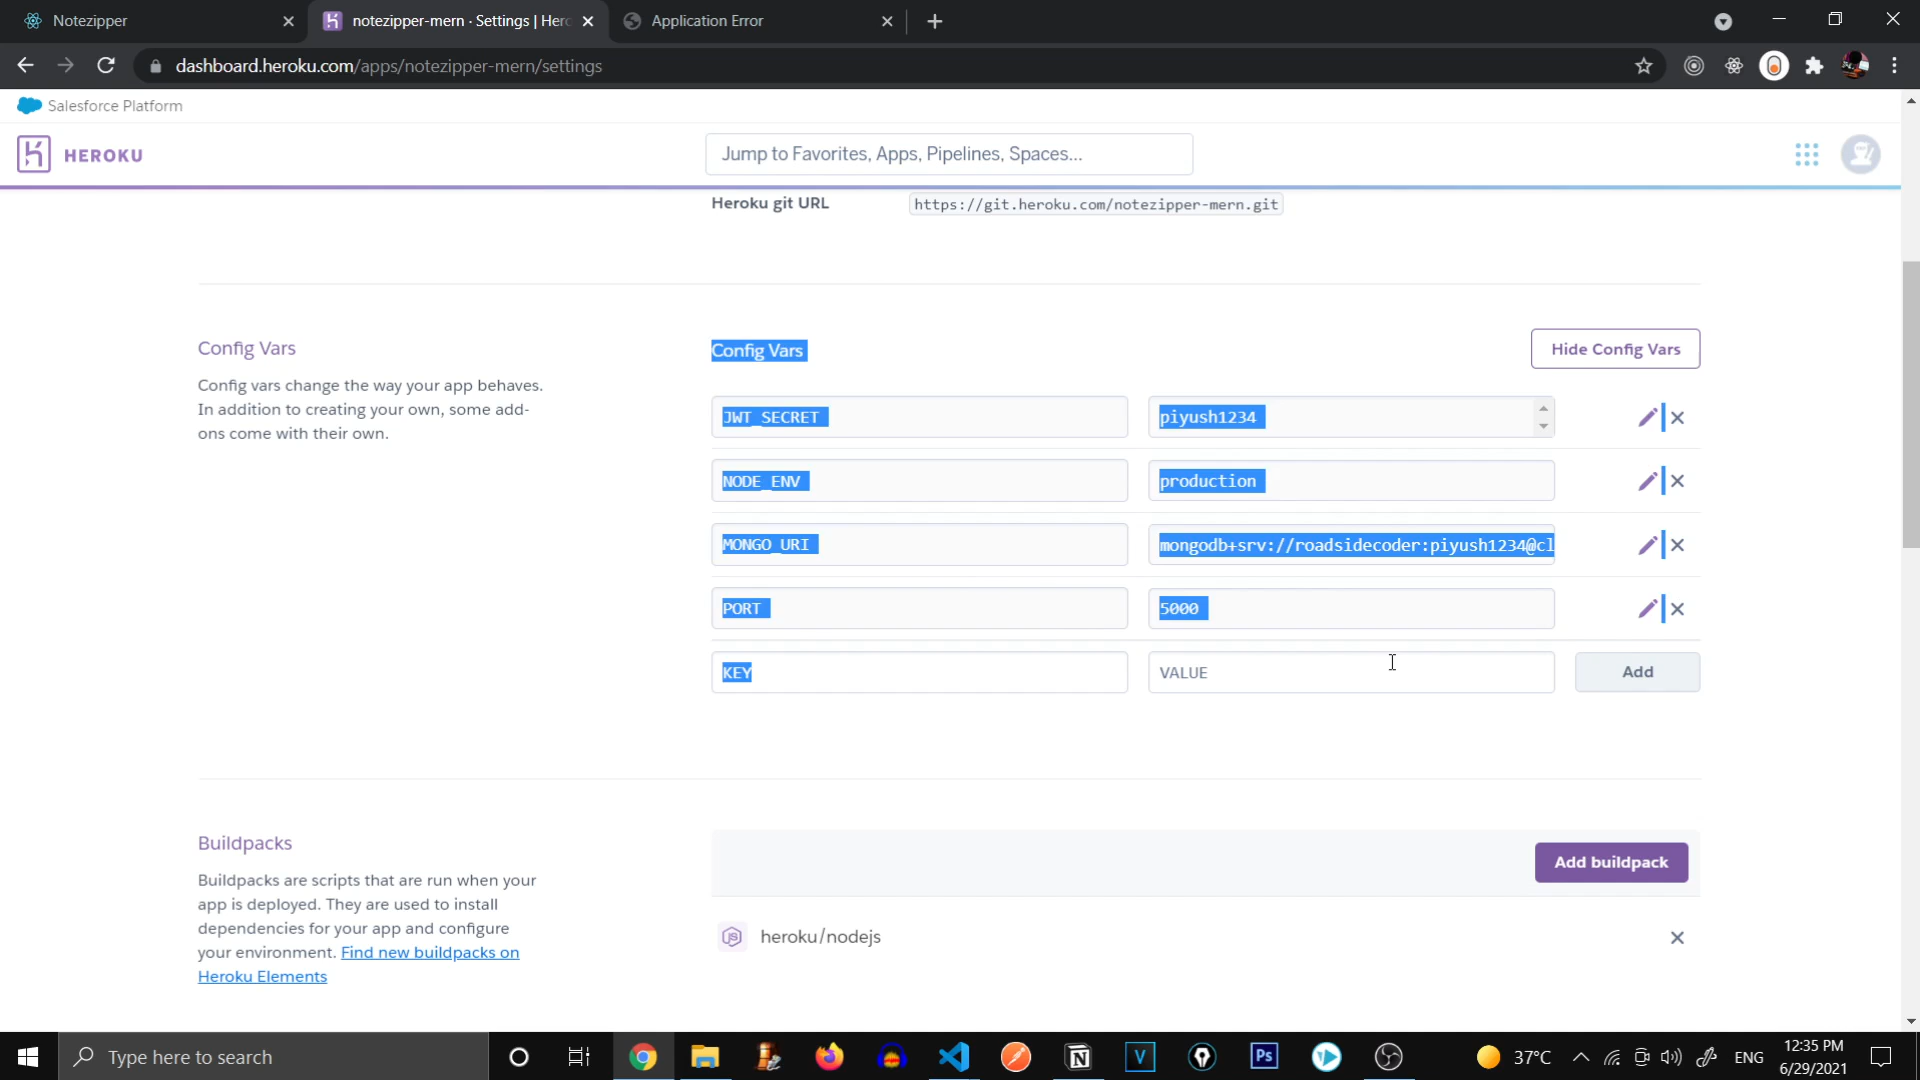 Notezipper
notezipper-mern · Settings | Hero
Application Error
dashboard.heroku.com/apps/notezipper-mern/settings
Salesforce Platform
HEROKU
Jump to Favorites, Apps, Pipelines, Spaces...
Heroku git URL
https://git.heroku.com/notezipper-mern.git
Config Vars
Config vars change the way your app behaves.
In addition to creating your own, some add-
ons come with their own.
Config Vars
Hide Config Vars
JWT_SECRET
piyush1234
NODE_ENV
production
MONGO_URI
mongodb+srv://roadsidecoder:piyush1234@cl
PORT
5000
KEY
VALUE
Add
Buildpacks
Buildpacks are scripts that are run when your
app is deployed. They are used to install
dependencies for your app and configure
your environment. Find new buildpacks on
Heroku Elements
Add buildpack
heroku/nodejs
Type here to search
37°C
ENG
12:35 PM
6/29/2021